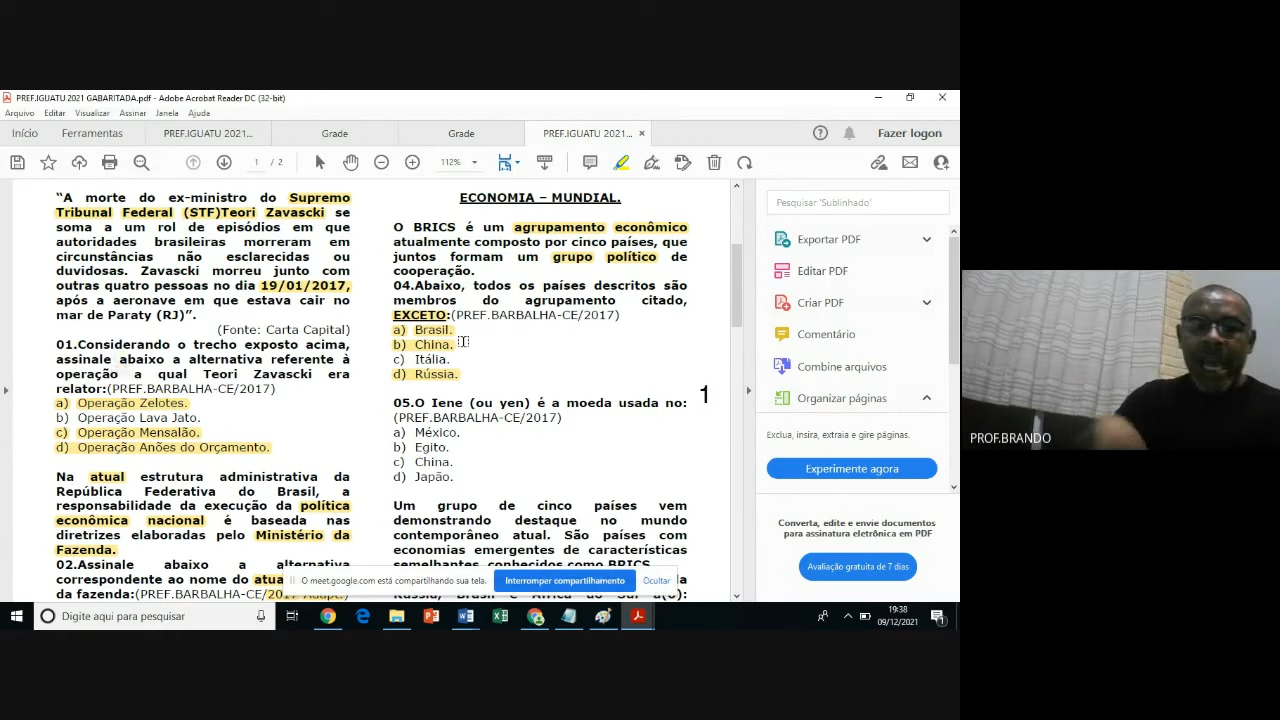 PREF.IGUATU 2021 GABARITADA.pdf - Adobe Acrobat Reader DC (32-bit)
Arquivo Editar Visualizar Assinar Janela Ajuda
Início Ferramentas PREF.IGUATU 2021... Grade Grade PREF.IGUATU 2021... × Fazer logon
1 / 2 112%
“A morte do ex-ministro do Supremo
Tribunal Federal (STF)Teori Zavascki se
soma a um rol de episódios em que
autoridades brasileiras morreram em
circunstâncias não esclarecidas ou
duvidosas. Zavascki morreu junto com
outras quatro pessoas no dia 19/01/2017,
após a aeronave em que estava cair no
mar de Paraty (RJ)”.
(Fonte: Carta Capital)
01.Considerando o trecho exposto acima,
assinale abaixo a alternativa referente à
operação a qual Teori Zavascki era
relator:(PREF.BARBALHA-CE/2017)
a) Operação Zelotes.
b) Operação Lava Jato.
c) Operação Mensalão.
d) Operação Anões do Orçamento.
Na atual estrutura administrativa da
República Federativa do Brasil, a
responsabilidade da execução da política
econômica nacional é baseada nas
diretrizes elaboradas pelo Ministério da
Fazenda.
02.Assinale abaixo a alternativa
correspondente ao nome do atua
da fazenda:(PREF.BARBALHA-CE/2017 Adapt.)
ECONOMIA – MUNDIAL.
O BRICS é um agrupamento econômico
atualmente composto por cinco países, que
juntos formam um grupo político de
cooperação.
04.Abaixo, todos os países descritos são
membros do agrupamento citado,
EXCETO:(PREF.BARBALHA-CE/2017)
a) Brasil.
b) China.
c) Itália.
d) Rússia.
05.O Iene (ou yen) é a moeda usada no:
(PREF.BARBALHA-CE/2017)
a) México.
b) Egito.
c) China.
d) Japão.
Um grupo de cinco países vem
demonstrando destaque no mundo
contemporâneo atual. São países com
economias emergentes de características
semelhantes, conhecidos como BRICS.
Rússia, Brasil e África do Sul a(o):
1
Pesquisar 'Sublinhado'
Exportar PDF
Editar PDF
Criar PDF
Comentário
Combine arquivos
Organizar páginas
Exclua, insira, extraia e gire páginas.
Experimente agora
Converta, edite e envie documentos
para assinatura eletrônica em PDF
Avaliação gratuita de 7 dias
O meet.google.com está compartilhando sua tela. Interromper compartilhamento Ocultar
Digite aqui para pesquisar
19:38
09/12/2021
1
PROF.BRANDO